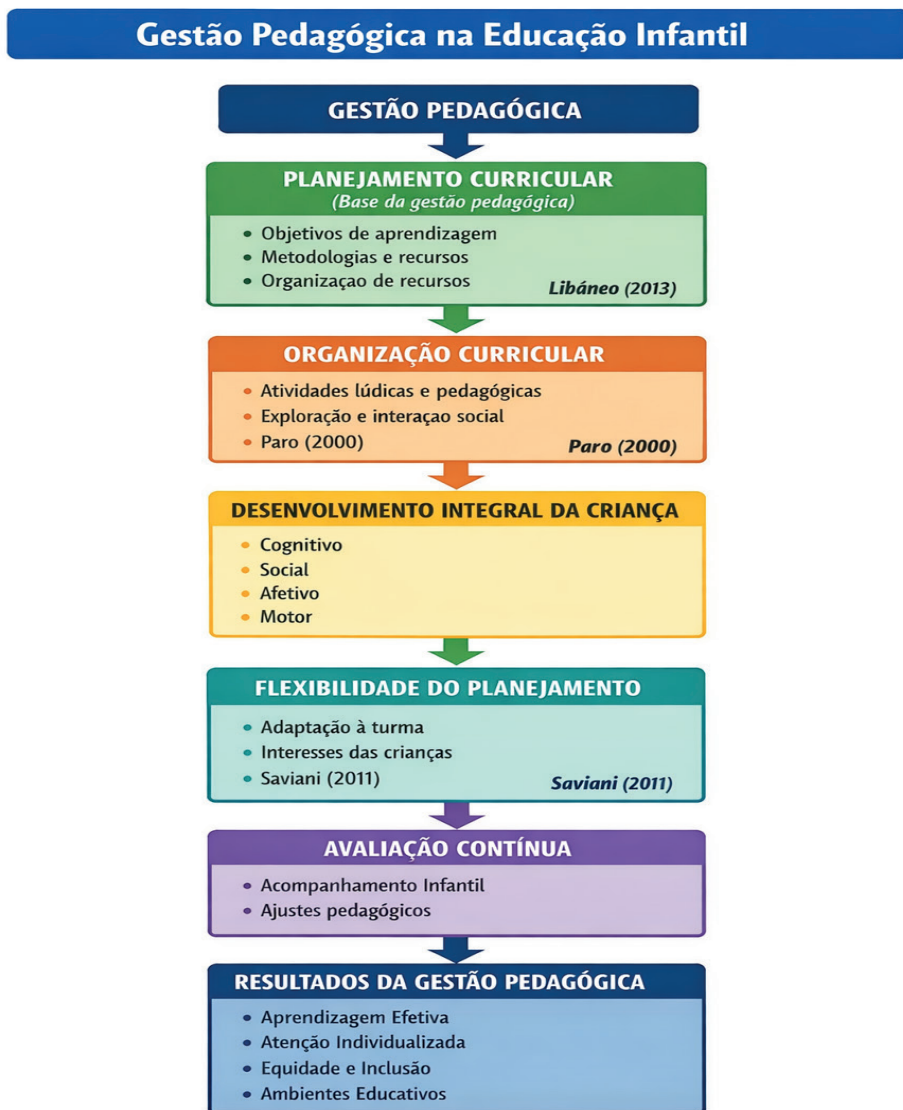 Gestão Pedagógica na Educação Infantil
GESTÃO PEDAGÓGICA
PLANEJAMENTO CURRICULAR
(Base da gestão pedagógica)
• Objetivos de aprendizagem
• Metodologias e recursos
• Organizaçao de recursos
Libáneo (2013)
ORGANIZAÇÃO CURRICULAR
• Atividades lúdicas e pedagógicas
• Exploração e interaçao social
• Paro (2000)
Paro (2000)
DESENVOLVIMENTO INTEGRAL DA CRIANÇA
• Cognitivo
• Social
• Afetivo
• Motor
FLEXIBILIDADE DO PLANEJAMENTO
• Adaptação à turma
• Interesses das crianças
• Saviani (2011)
Saviani (2011)
AVALIAÇÃO CONTÍNUA
• Acompanhamento Infantil
• Ajustes pedagógicos
RESULTADOS DA GESTÃO PEDAGÓGICA
• Aprendizagem Efetiva
• Atenção Individualizada
• Equidade e Inclusão
• Ambientes Educativos